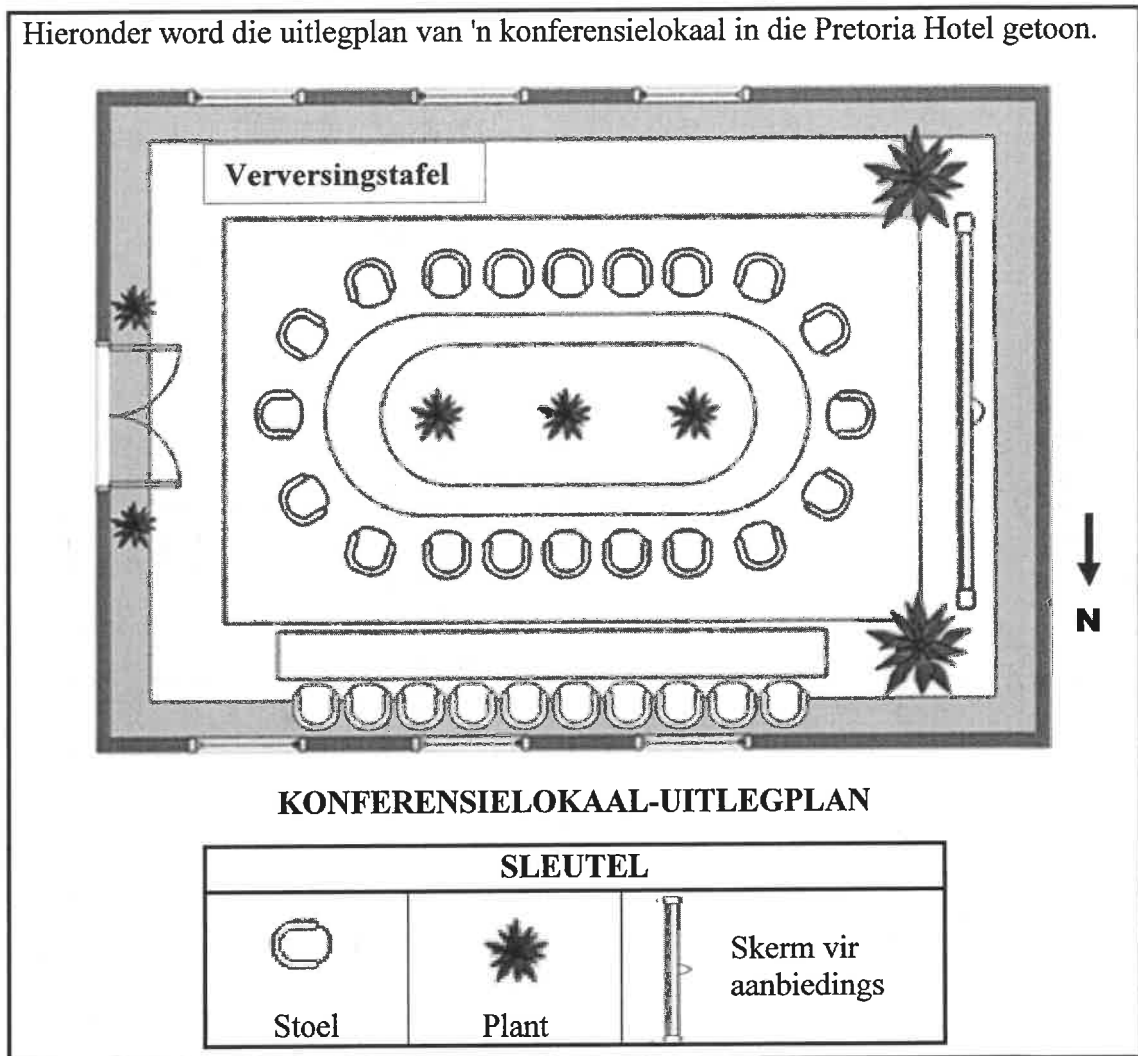 Hieronder word die uitlegplan van 'n konferensielokaal in die Pretoria Hotel getoon.
Verversingstafel
N
KONFERENSIELOKAAL-UITLEGPLAN
SLEUTEL
Stoel
Plant
Skerm vir
aanbiedings